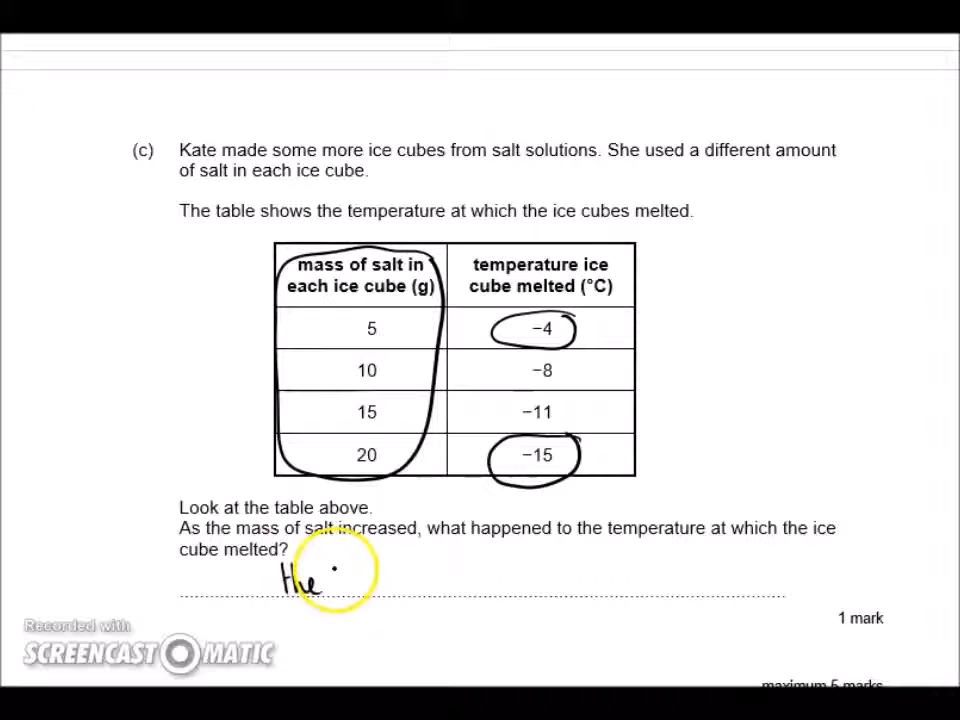 (c) Kate made some more ice cubes from salt solutions. She used a different amount
of salt in each ice cube.
The table shows the temperature at which the ice cubes melted.
mass of salt in each ice cube (g) temperature ice cube melted (°C)
5 −4
10 −8
15 −11
20 −15
Look at the table above.
As the mass of salt increased, what happened to the temperature at which the ice
cube melted?
the
1 mark
Recorded with
SCREENCAST MATIC
maximum 5 marks